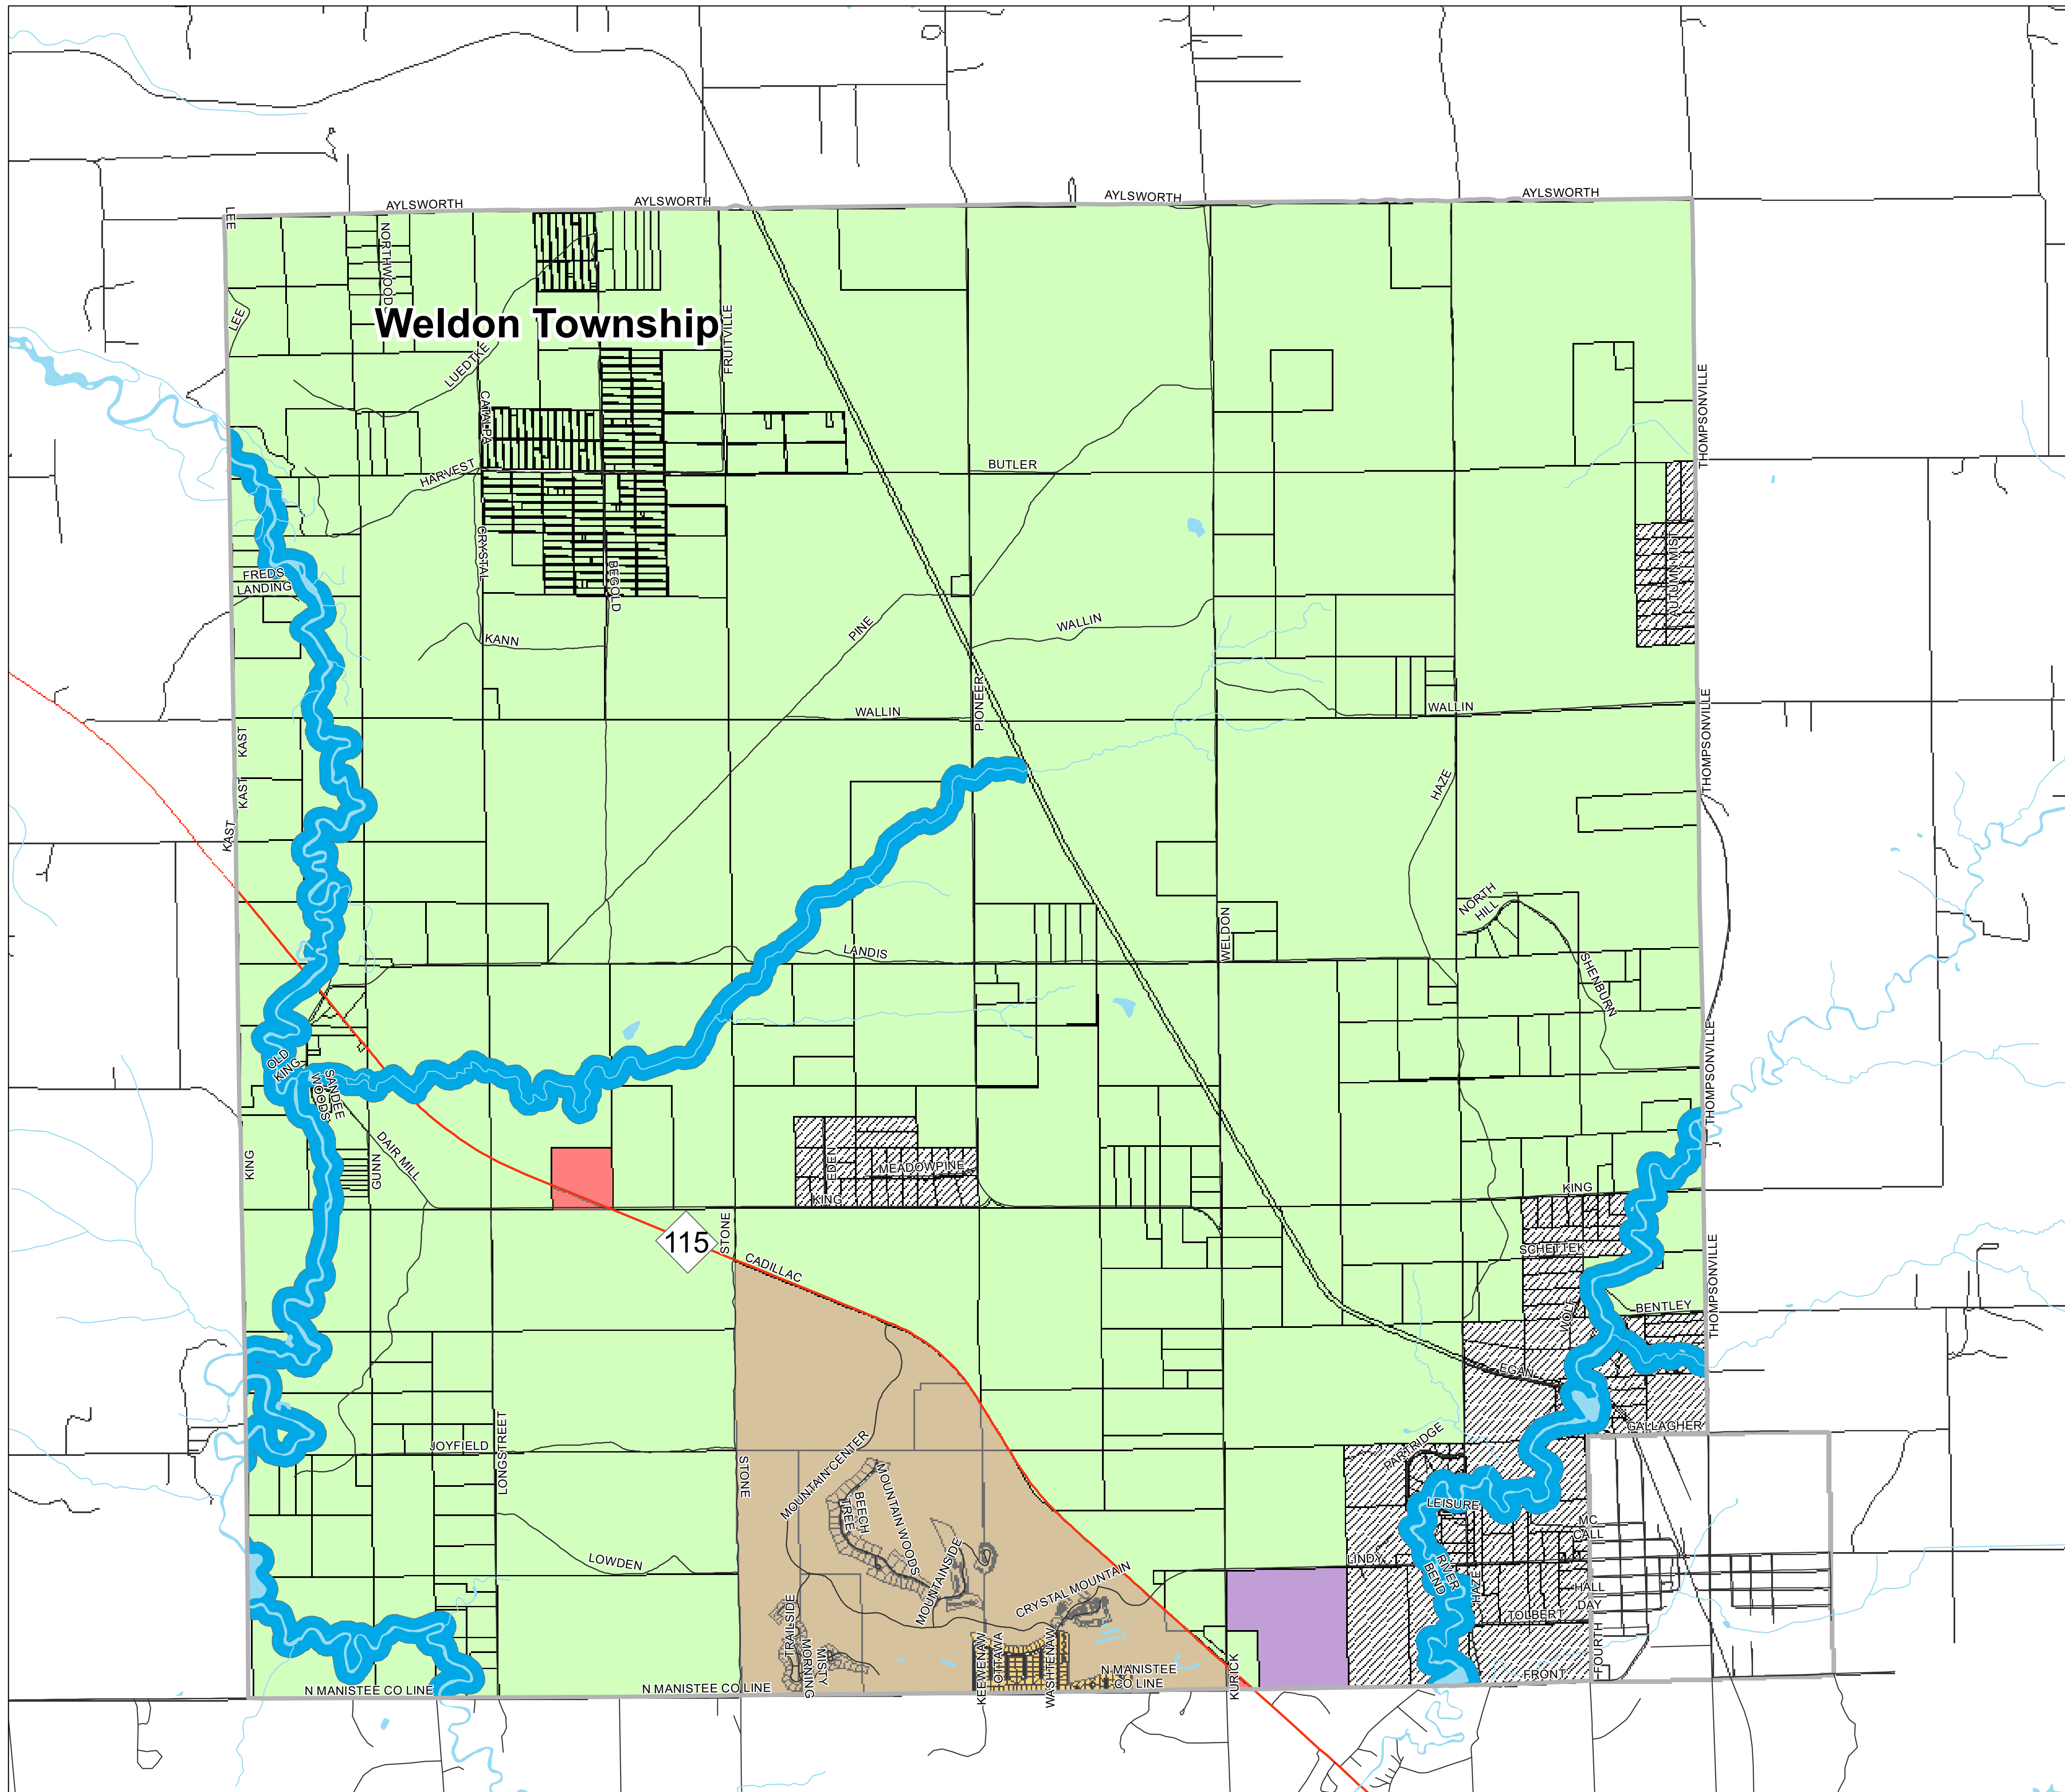 AYLSWORTH
AYLSWORTH
AYLSWORTH
AYLSWORTH
LEE
NORTHWOODS
LEE
Weldon Township
FRUITVILLE
LUEDTKE
THOMPSONVILLE
CATALPA
HARVEST
BUTLER
CRYSTAL
AUTUMN MIST
FREDS
LANDING
BEGOLD
KANN
PINE
WALLIN
PIONEER
WALLIN
WALLIN
THOMPSONVILLE
KAST
KAST
KAST
HAZE
NORTH
HILL
WELDON
LANDIS
SHENBURN
THOMPSONVILLE
OLD
KING
SANDEE
WOODS
DAIR MILL
KING
GUNN
EDEN
MEADOWPINE
KING
KING
STONE
115
CADILLAC
SCHETTEK
THOMPSONVILLE
WOLF
BENTLEY
EGAN
GALLAGHER
JOYFIELD
LONGSTREET
STONE
MOUNTAIN CENTER
BEECH
TREE
MOUNTAIN WOODS
PARTRIDGE
LEISURE
MC
CALL
LOWDEN
MOUNTAINSIDE
CRYSTAL MOUNTAIN
LINDY
RIVER
BEND
HAZE
HALL
DAY
TOLBERT
TRAILSIDE
MISTY
MORNING
KEEWENAW
OTTAWA
WASHTENAW
N MANISTEE
CO LINE
KURICK
FRONT
FOURTH
N MANISTEE CO LINE
N MANISTEE CO LINE